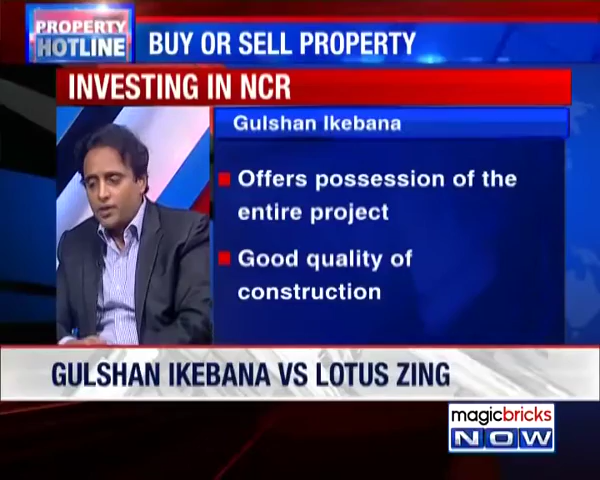 PROPERTY
HOTLINE
BUY OR SELL PROPERTY
INVESTING IN NCR
Gulshan Ikebana
Offers possession of the
entire project
Good quality of
construction
GULSHAN IKEBANA VS LOTUS ZING
magicbricks
NOW